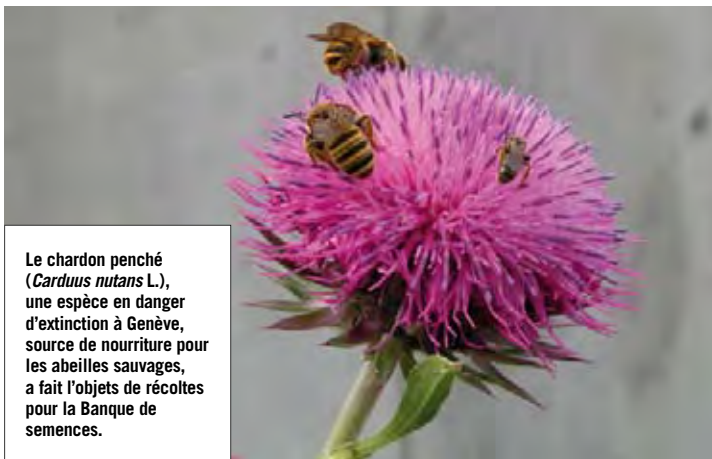 Le chardon penché
(Carduus nutans L.),
une espèce en danger
d'extinction à Genève,
source de nourriture pour
les abeilles sauvages,
a fait l'objets de récoltes
pour la Banque de
semences.